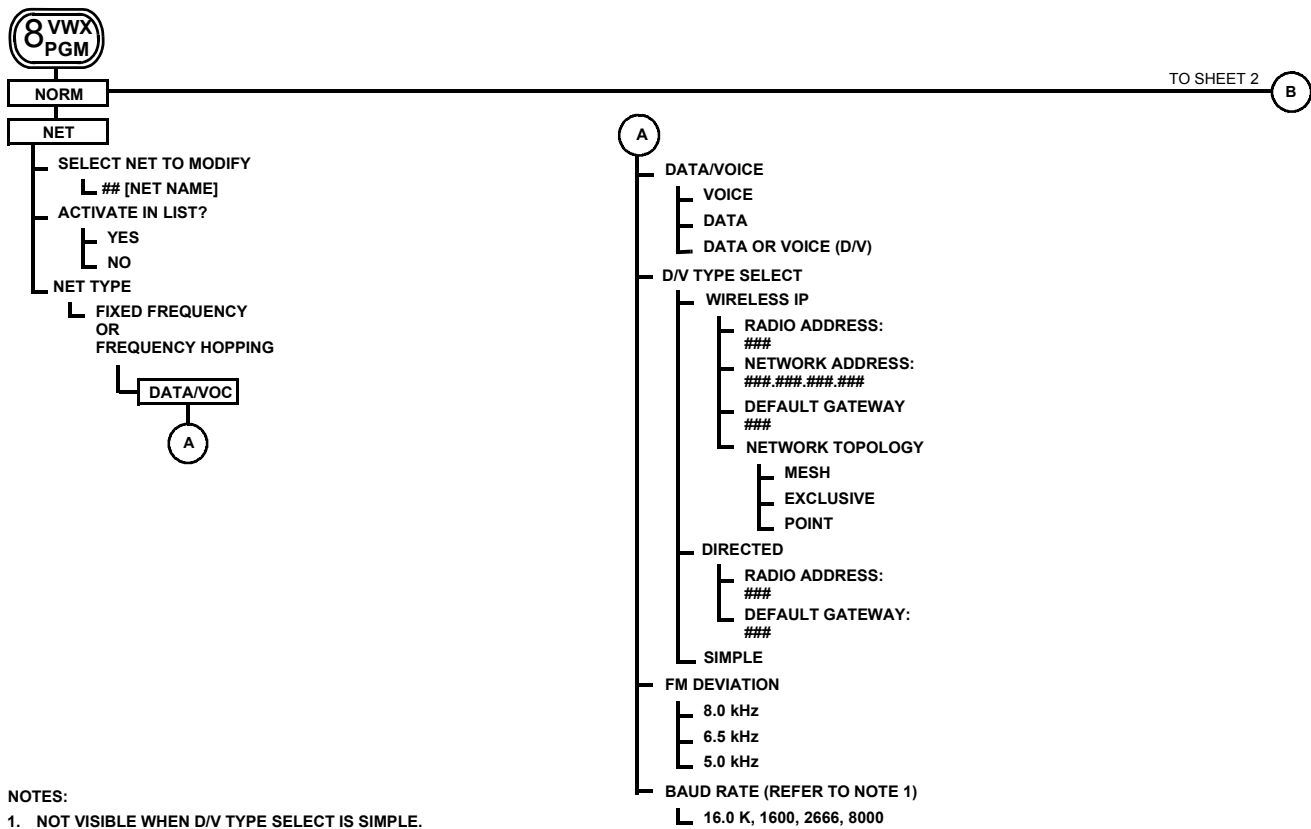 8 VWX
PGM
NORM
TO SHEET 2
B
NET
SELECT NET TO MODIFY
## [NET NAME]
ACTIVATE IN LIST?
YES
NO
NET TYPE
FIXED FREQUENCY
OR
FREQUENCY HOPPING
DATA/VOC
A
A
DATA/VOICE
VOICE
DATA
DATA OR VOICE (D/V)
D/V TYPE SELECT
WIRELESS IP
RADIO ADDRESS:
###
NETWORK ADDRESS:
###.###.###.###
DEFAULT GATEWAY
###
NETWORK TOPOLOGY
MESH
EXCLUSIVE
POINT
DIRECTED
RADIO ADDRESS:
###
DEFAULT GATEWAY:
###
SIMPLE
FM DEVIATION
8.0 kHz
6.5 kHz
5.0 kHz
BAUD RATE (REFER TO NOTE 1)
16.0 K, 1600, 2666, 8000
NOTES:
1. NOT VISIBLE WHEN D/V TYPE SELECT IS SIMPLE.